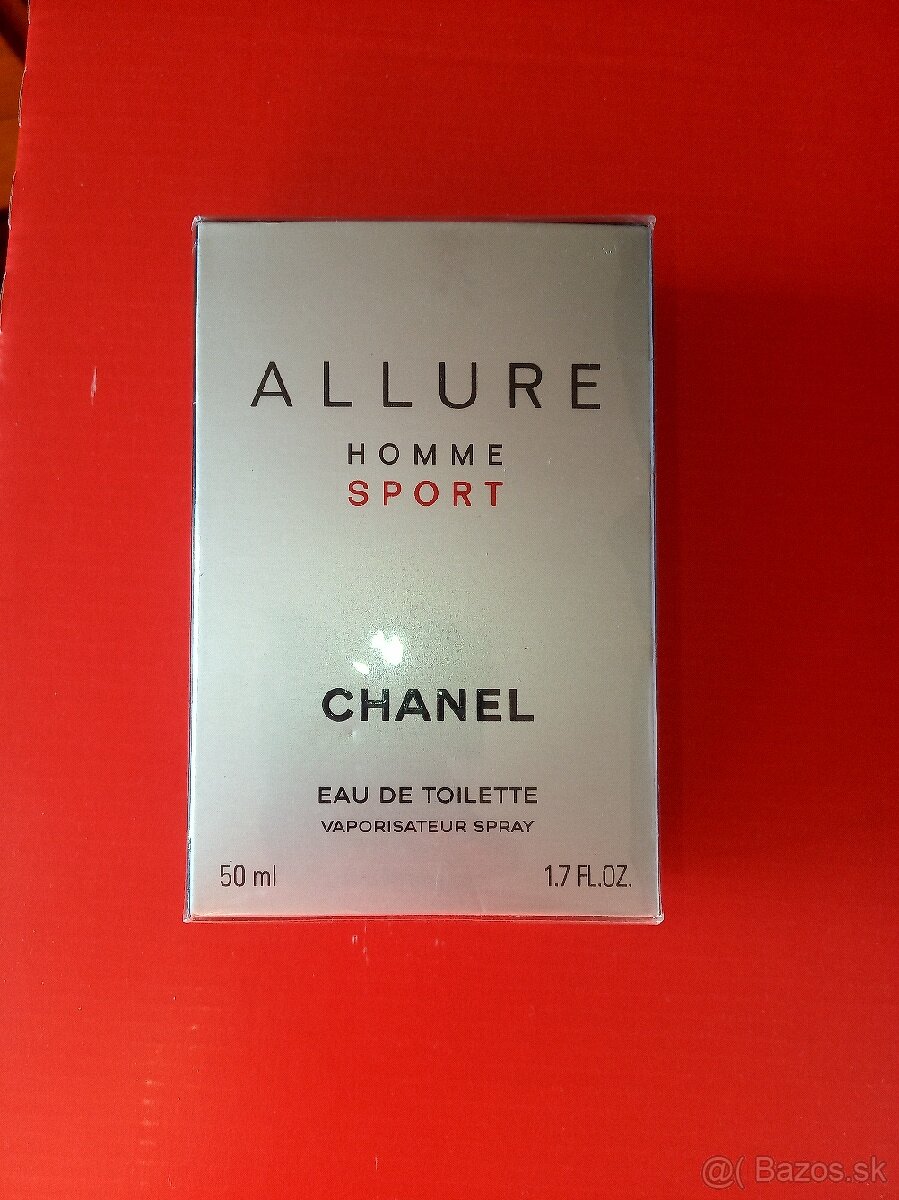 ALLURE
HOMME
SPORT
CHANEL
EAU DE TOILETTE
VAPORISATEUR SPRAY
50 ml 1.7 FL.OZ.
@( Bazos.sk